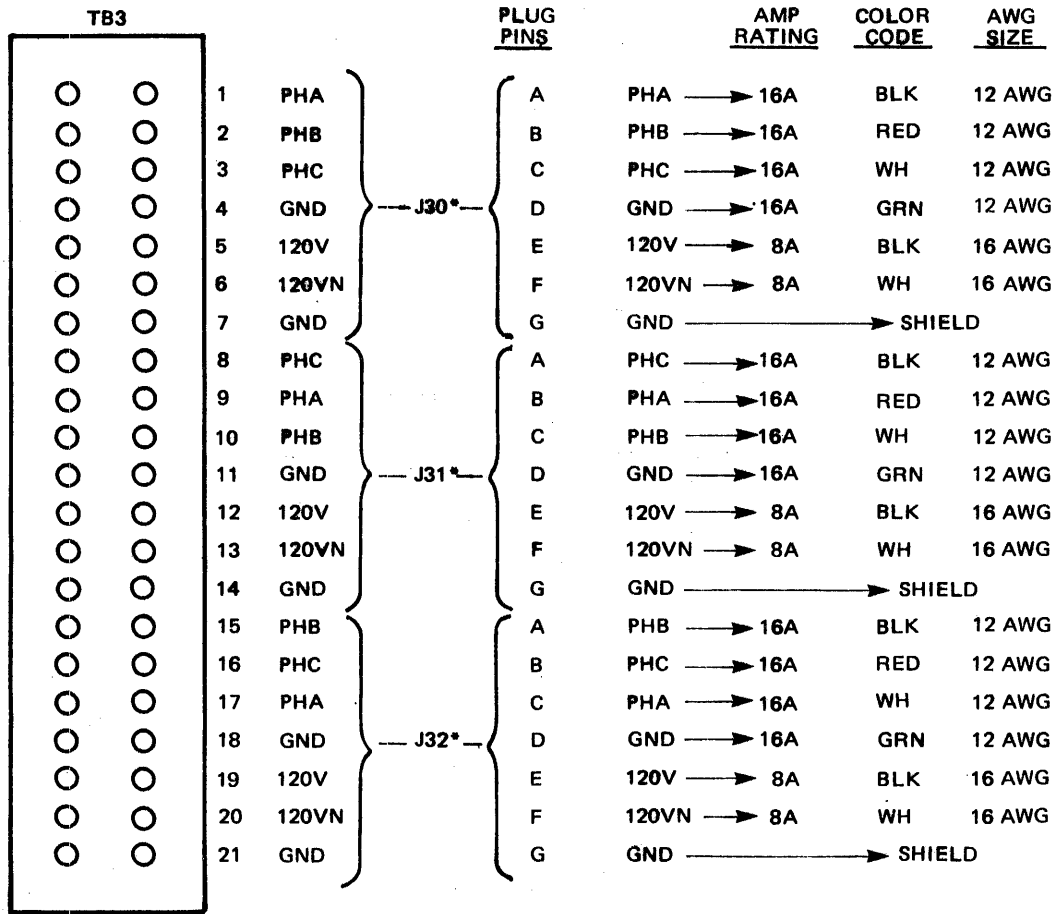 TB3 PLUG PINS AMP RATING COLOR CODE AWG SIZE
1 PHA A PHA 16A BLK 12 AWG
2 PHB B PHB 16A RED 12 AWG
3 PHC C PHC 16A WH 12 AWG
4 GND J30* D GND 16A GRN 12 AWG
5 120V E 120V 8A BLK 16 AWG
6 120VN F 120VN 8A WH 16 AWG
7 GND G GND SHIELD
8 PHC A PHC 16A BLK 12 AWG
9 PHA B PHA 16A RED 12 AWG
10 PHB C PHB 16A WH 12 AWG
11 GND J31* D GND 16A GRN 12 AWG
12 120V E 120V 8A BLK 16 AWG
13 120VN F 120VN 8A WH 16 AWG
14 GND G GND SHIELD
15 PHB A PHB 16A BLK 12 AWG
16 PHC B PHC 16A RED 12 AWG
17 PHA C PHA 16A WH 12 AWG
18 GND J32* D GND 16A GRN 12 AWG
19 120V E 120V 8A BLK 16 AWG
20 120VN F 120VN 8A WH 16 AWG
21 GND G GND SHIELD